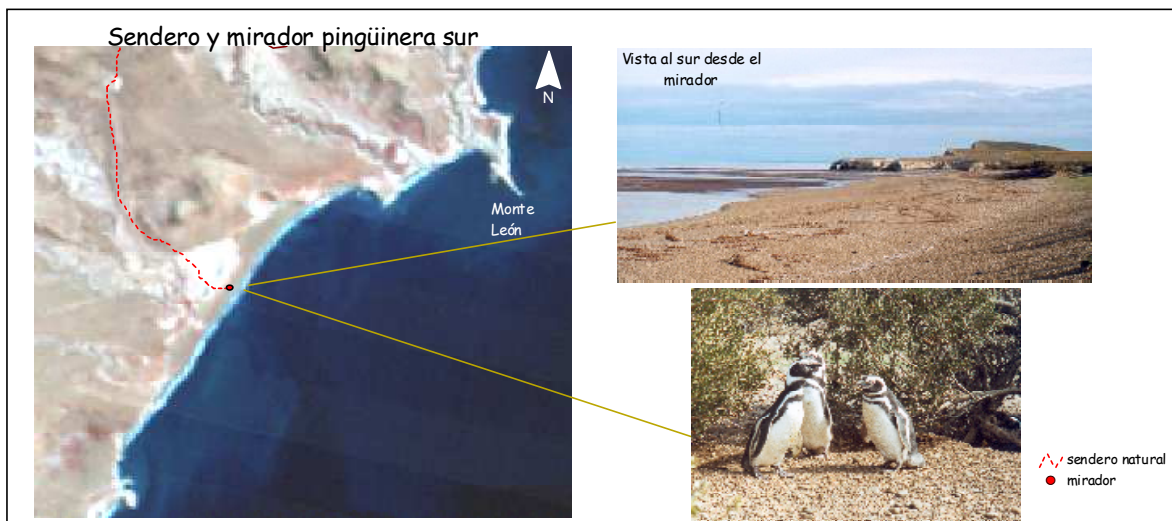 Sendero y mirador pingüinera sur
N
Monte
León
Vista al sur desde el
mirador
sendero natural
mirador